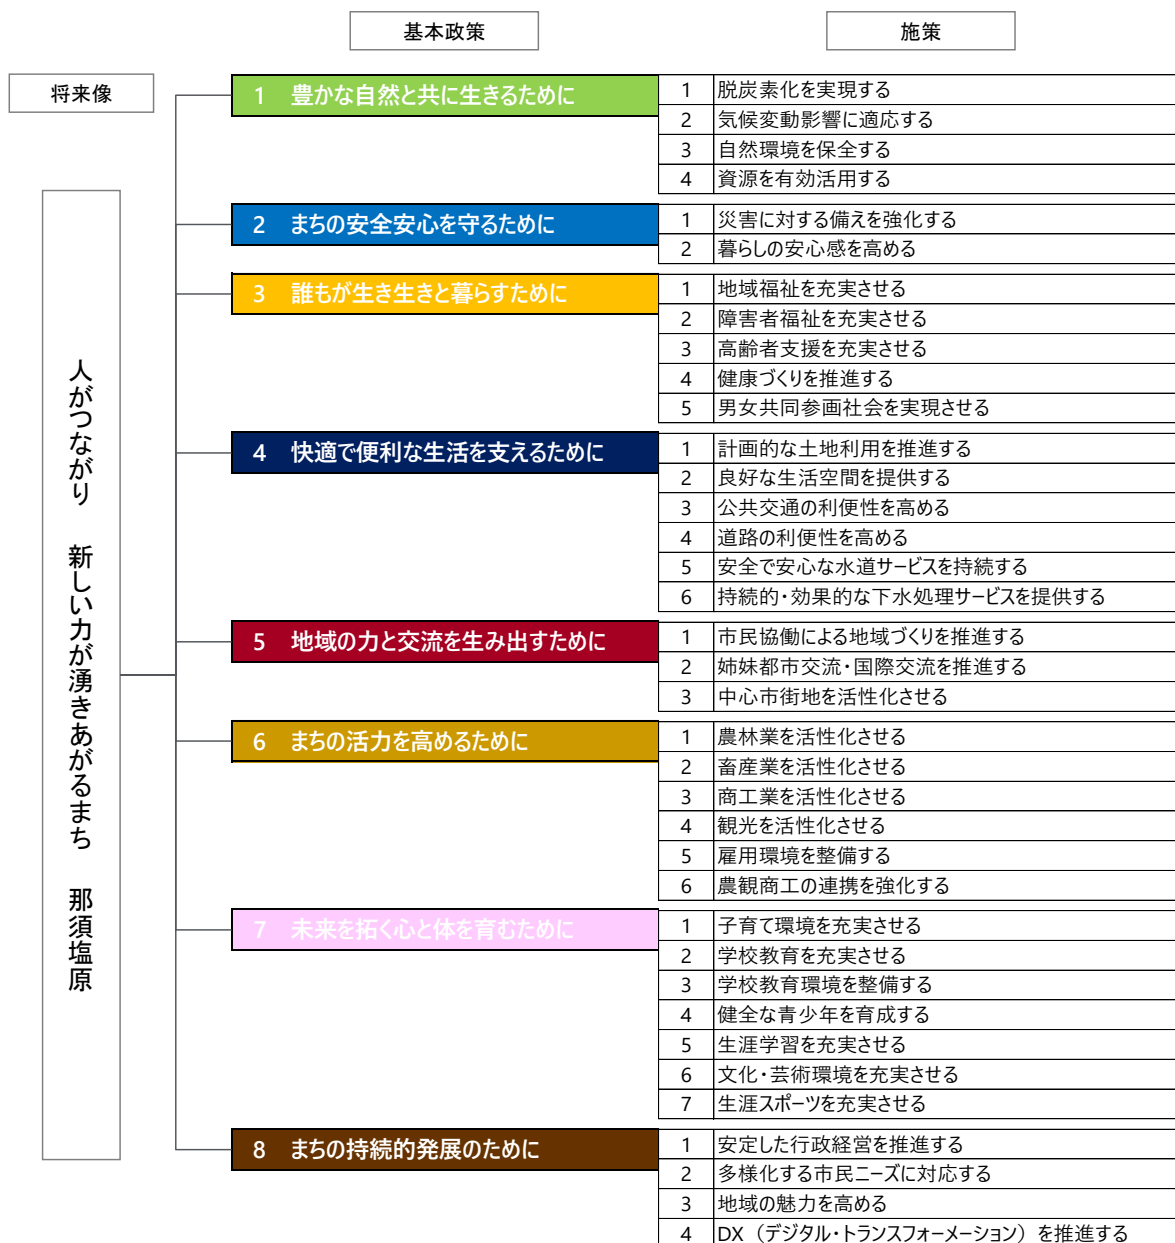 基本政策
施策
将来像
人がつながり 新しい力が湧きあがるまち 那須塩原
1 豊かな自然と共に生きるために
1 脱炭素化を実現する
2 気候変動影響に適応する
3 自然環境を保全する
4 資源を有効活用する
2 まちの安全安心を守るために
1 災害に対する備えを強化する
2 暮らしの安心感を高める
3 誰もが生き生きと暮らすために
1 地域福祉を充実させる
2 障害者福祉を充実させる
3 高齢者支援を充実させる
4 健康づくりを推進する
5 男女共同参画社会を実現させる
4 快適で便利な生活を支えるために
1 計画的な土地利用を推進する
2 良好な生活空間を提供する
3 公共交通の利便性を高める
4 道路の利便性を高める
5 安全で安心な水道サービスを持続する
6 持続的・効果的な下水処理サービスを提供する
5 地域の力と交流を生み出すために
1 市民協働による地域づくりを推進する
2 姉妹都市交流・国際交流を推進する
3 中心市街地を活性化させる
6 まちの活力を高めるために
1 農林業を活性化させる
2 畜産業を活性化させる
3 商工業を活性化させる
4 観光を活性化させる
5 雇用環境を整備する
6 農観商工の連携を強化する
7 未来を拓く心と体を育むために
1 子育て環境を充実させる
2 学校教育を充実させる
3 学校教育環境を整備する
4 健全な青少年を育成する
5 生涯学習を充実させる
6 文化・芸術環境を充実させる
7 生涯スポーツを充実させる
8 まちの持続的発展のために
1 安定した行政経営を推進する
2 多様化する市民ニーズに対応する
3 地域の魅力を高める
4 DX（デジタル・トランスフォーメーション）を推進する